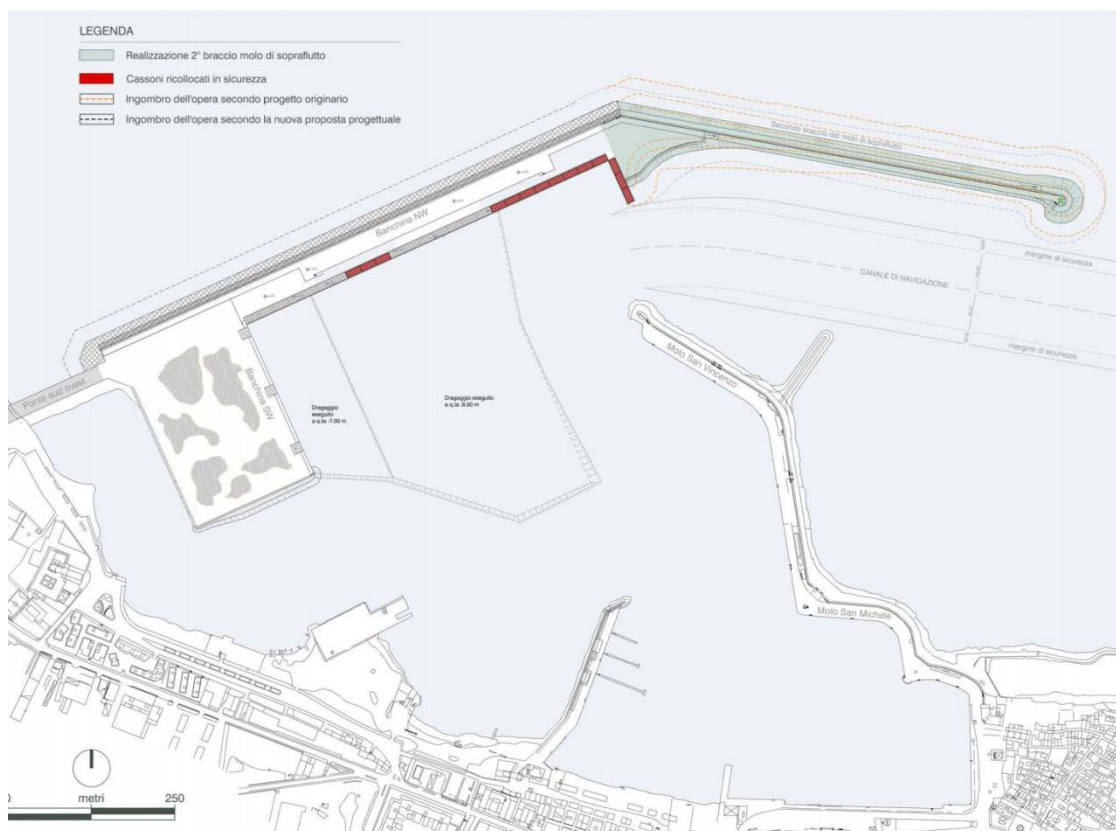 LEGENDA
Realizzazione 2° braccio molo di sopraflutto
Cassoni ricollocati in sicurezza
Ingombro dell'opera secondo progetto originario
Ingombro dell'opera secondo la nuova proposta progettuale
Secondo braccio del molo di sopraflutto
Banchina NW
margine di sicurezza
CANALE DI NAVIGAZIONE
margine di sicurezza
Molo San Vincenzo
Ponte sud ovest
Banchina SW
Dragaggio
eseguito
a q.ta -7.00 m
Dragaggio eseguito
a q.ta -8.00 m
Molo San Michele
0
metri
250